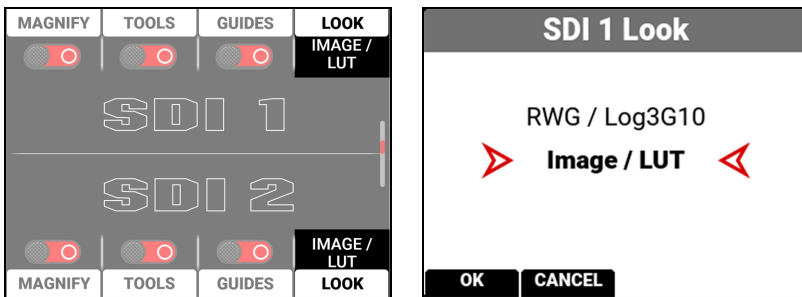 MAGNIFY TOOLS GUIDES LOOK
IMAGE /
LUT
SDI 1
SDI 2
IMAGE /
LUT
MAGNIFY TOOLS GUIDES LOOK
SDI 1 Look
RWG / Log3G10
Image / LUT
OK CANCEL